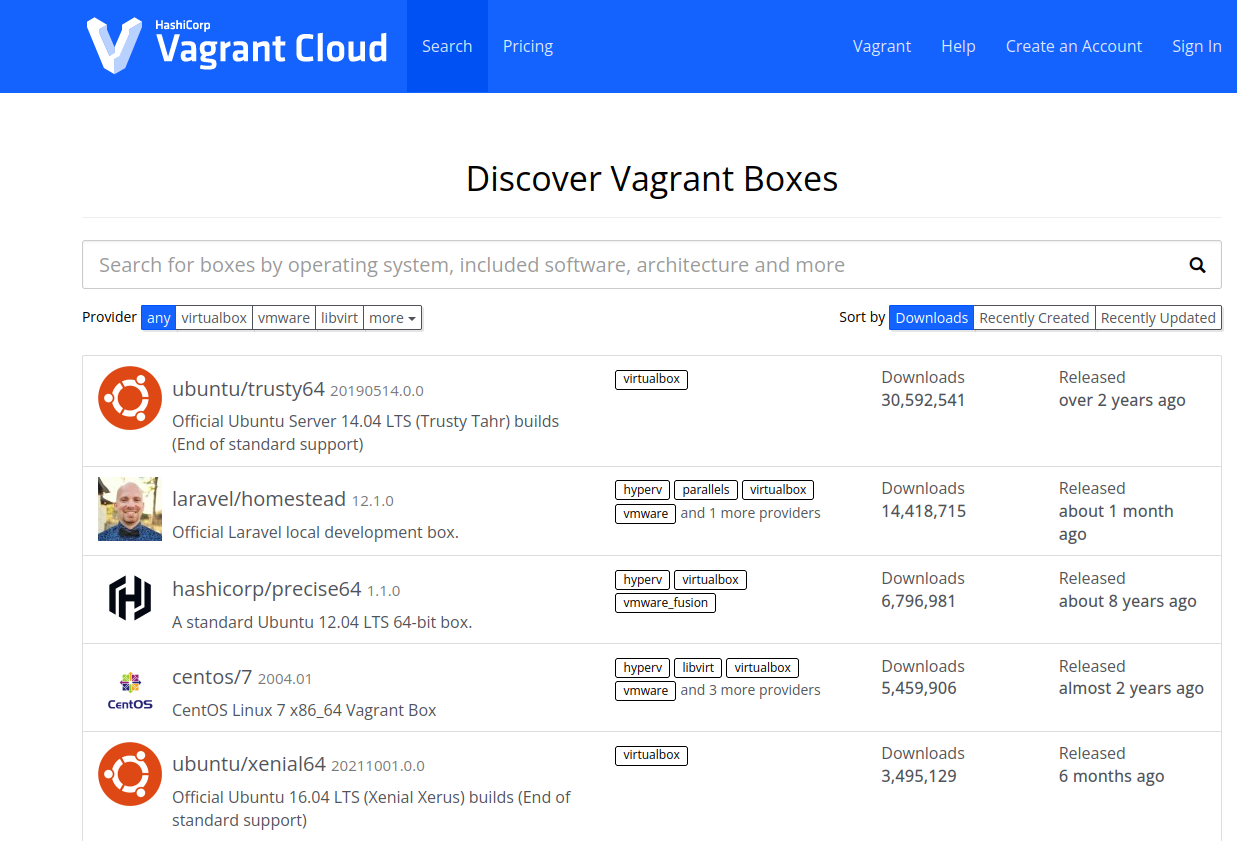 HashiCorp
Vagrant Cloud
Search
Pricing
Vagrant
Help
Create an Account
Sign In
Discover Vagrant Boxes
Search for boxes by operating system, included software, architecture and more
Provider any virtualbox vmware libvirt more
Sort by Downloads Recently Created Recently Updated
ubuntu/trusty64 20190514.0.0
Official Ubuntu Server 14.04 LTS (Trusty Tahr) builds
(End of standard support)
virtualbox
Downloads
30,592,541
Released
over 2 years ago
laravel/homestead 12.1.0
Official Laravel local development box.
hyperv parallels virtualbox
vmware and 1 more providers
Downloads
14,418,715
Released
about 1 month
ago
hashicorp/precise64 1.1.0
A standard Ubuntu 12.04 LTS 64-bit box.
hyperv virtualbox
vmware_fusion
Downloads
6,796,981
Released
about 8 years ago
CentOS
centos/7 2004.01
CentOS Linux 7 x86_64 Vagrant Box
hyperv libvirt virtualbox
vmware and 3 more providers
Downloads
5,459,906
Released
almost 2 years ago
ubuntu/xenial64 20211001.0.0
Official Ubuntu 16.04 LTS (Xenial Xerus) builds (End of
standard support)
virtualbox
Downloads
3,495,129
Released
6 months ago